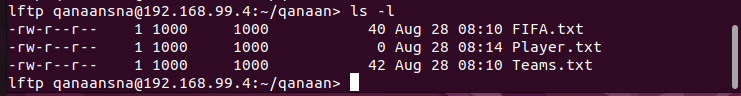 lftp qanaansna@192.168.99.4:~/qanaan> ls -l
-rw-r--r--    1 1000     1000           40 Aug 28 08:10 FIFA.txt
-rw-r--r--    1 1000     1000            0 Aug 28 08:14 Player.txt
-rw-r--r--    1 1000     1000           42 Aug 28 08:10 Teams.txt
lftp qanaansna@192.168.99.4:~/qanaan>